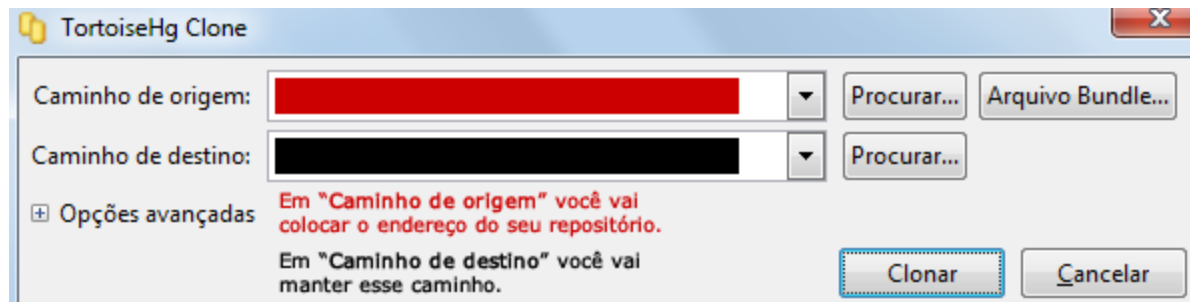 TortoiseHg Clone
Caminho de origem: Procurar... Arquivo Bundle...
Caminho de destino: Procurar...
Opções avançadas
Em "Caminho de origem" você vai
colocar o endereço do seu repositório.
Em "Caminho de destino" você vai
manter esse caminho.
Clonar Cancelar